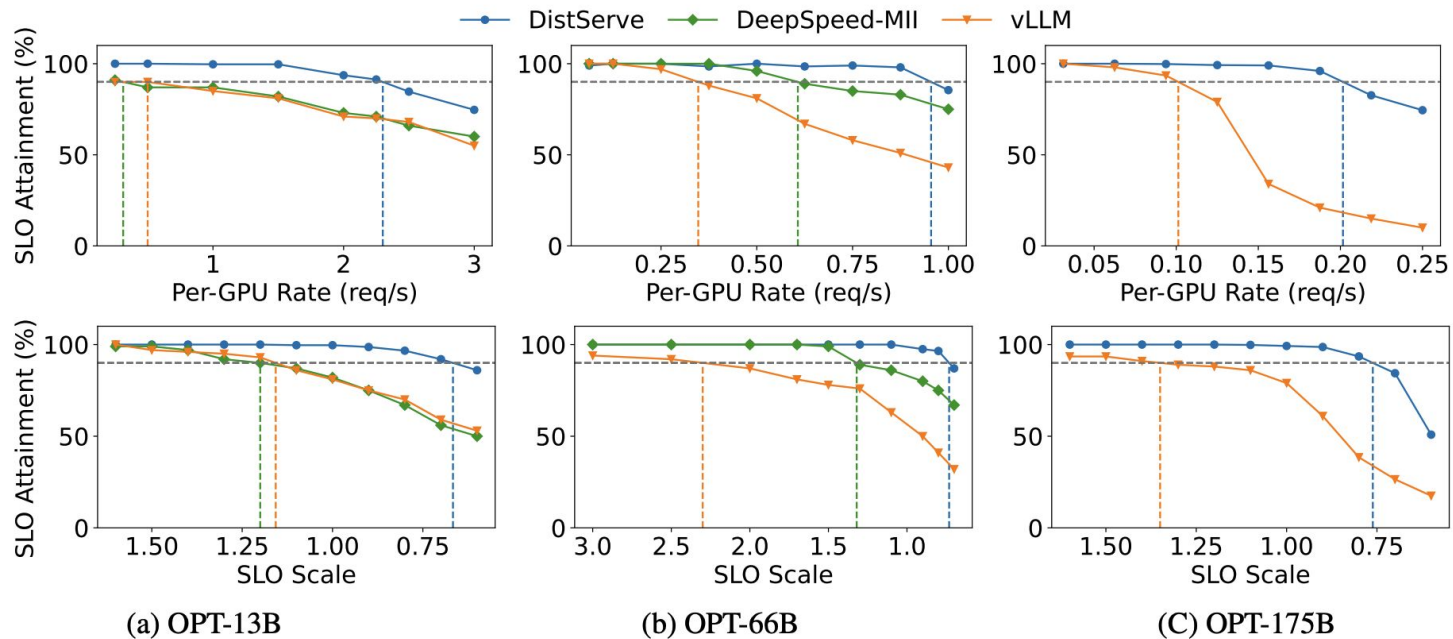 DistServe DeepSpeed-MII vLLM
SLO Attainment (%)
100
50
0
1 2 3
Per-GPU Rate (req/s)
100
50
0
0.25 0.50 0.75 1.00
Per-GPU Rate (req/s)
100
50
0
0.05 0.10 0.15 0.20 0.25
Per-GPU Rate (req/s)
SLO Attainment (%)
100
50
0
1.50 1.25 1.00 0.75
SLO Scale
100
50
0
3.0 2.5 2.0 1.5 1.0
SLO Scale
100
50
0
1.50 1.25 1.00 0.75
SLO Scale
(a) OPT-13B
(b) OPT-66B
(C) OPT-175B